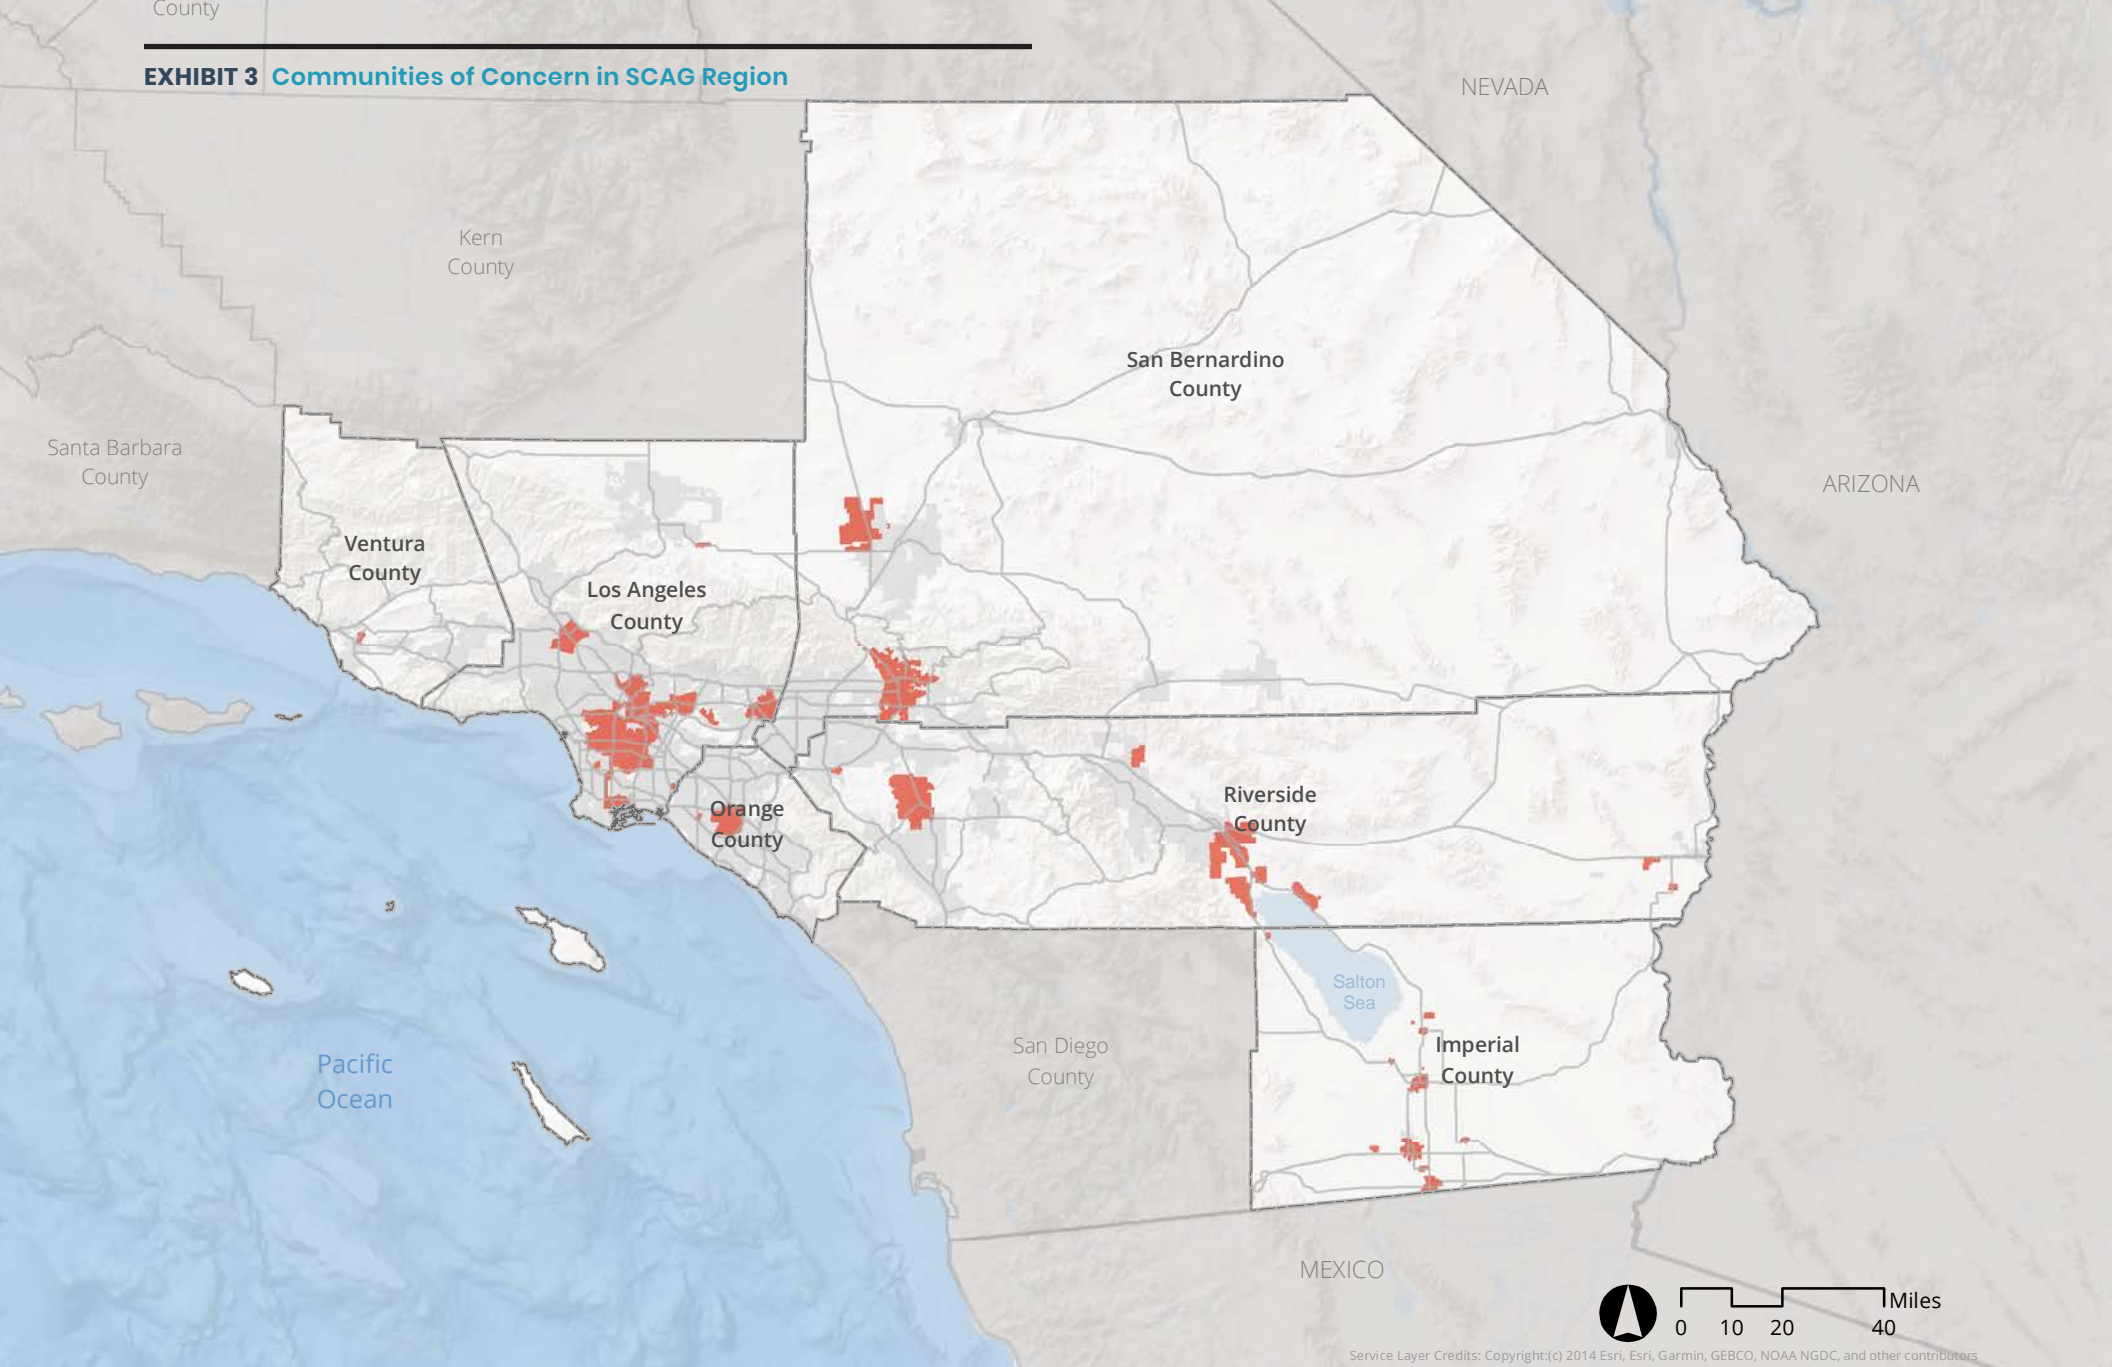 County
EXHIBIT 3 Communities of Concern in SCAG Region
NEVADA
Kern
County
San Bernardino
County
Santa Barbara
County
ARIZONA
Ventura
County
Los Angeles
County
Orange
County
Riverside
County
Salton
Sea
Imperial
County
San Diego
County
Pacific
Ocean
MEXICO
Miles
0 10 20 40
Service Layer Credits: Copyright:(c) 2014 Esri, Esri, Garmin, GEBCO, NOAA NGDC, and other contributors